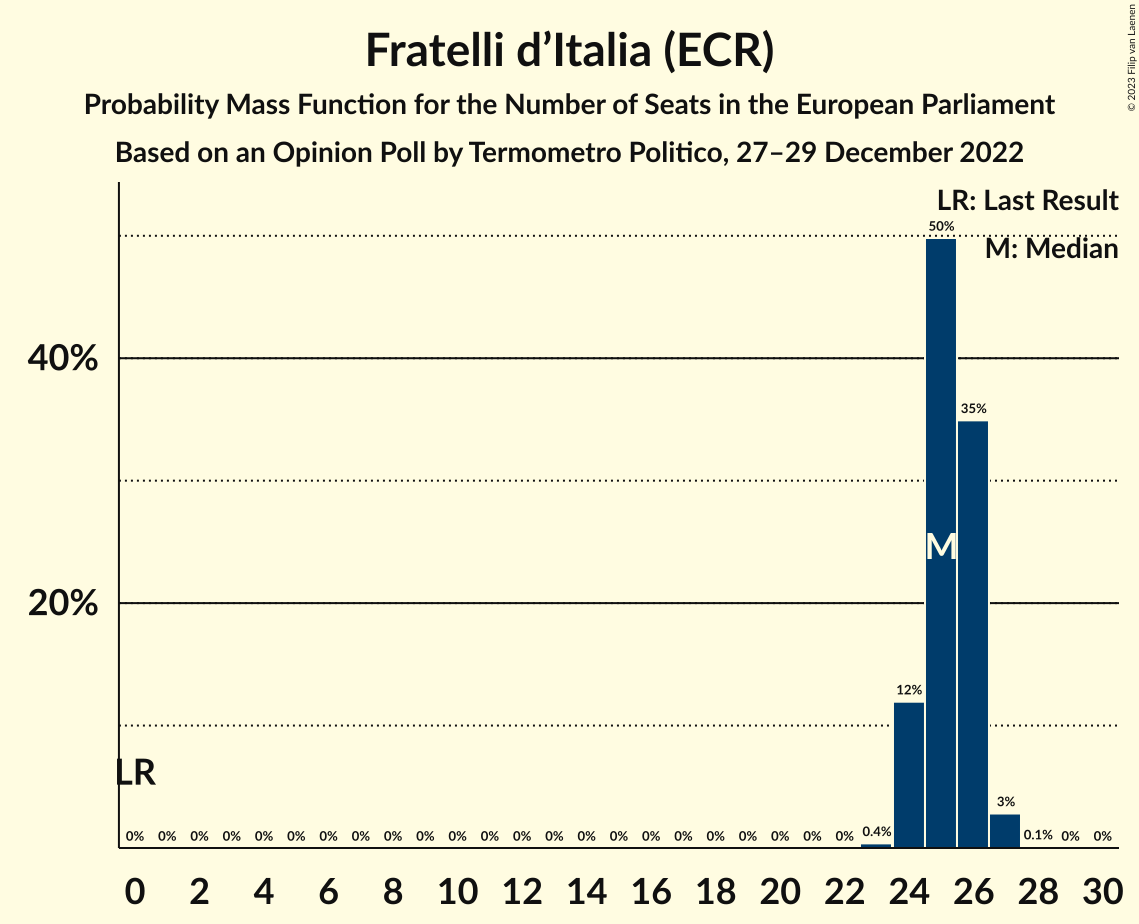 Fratelli d’Italia (ECR)
Probability Mass Function for the Number of Seats in the European Parliament
Based on an Opinion Poll by Termometro Politico, 27–29 December 2022
© 2023 Filip van Laenen
LR: Last Result
M: Median
50%
40%
35%
M
20%
12%
LR
3%
0% 0% 0% 0% 0% 0% 0% 0% 0% 0% 0% 0% 0% 0% 0% 0% 0% 0% 0% 0% 0% 0% 0% 0.4% 0.1% 0% 0%
0 2 4 6 8 10 12 14 16 18 20 22 24 26 28 30